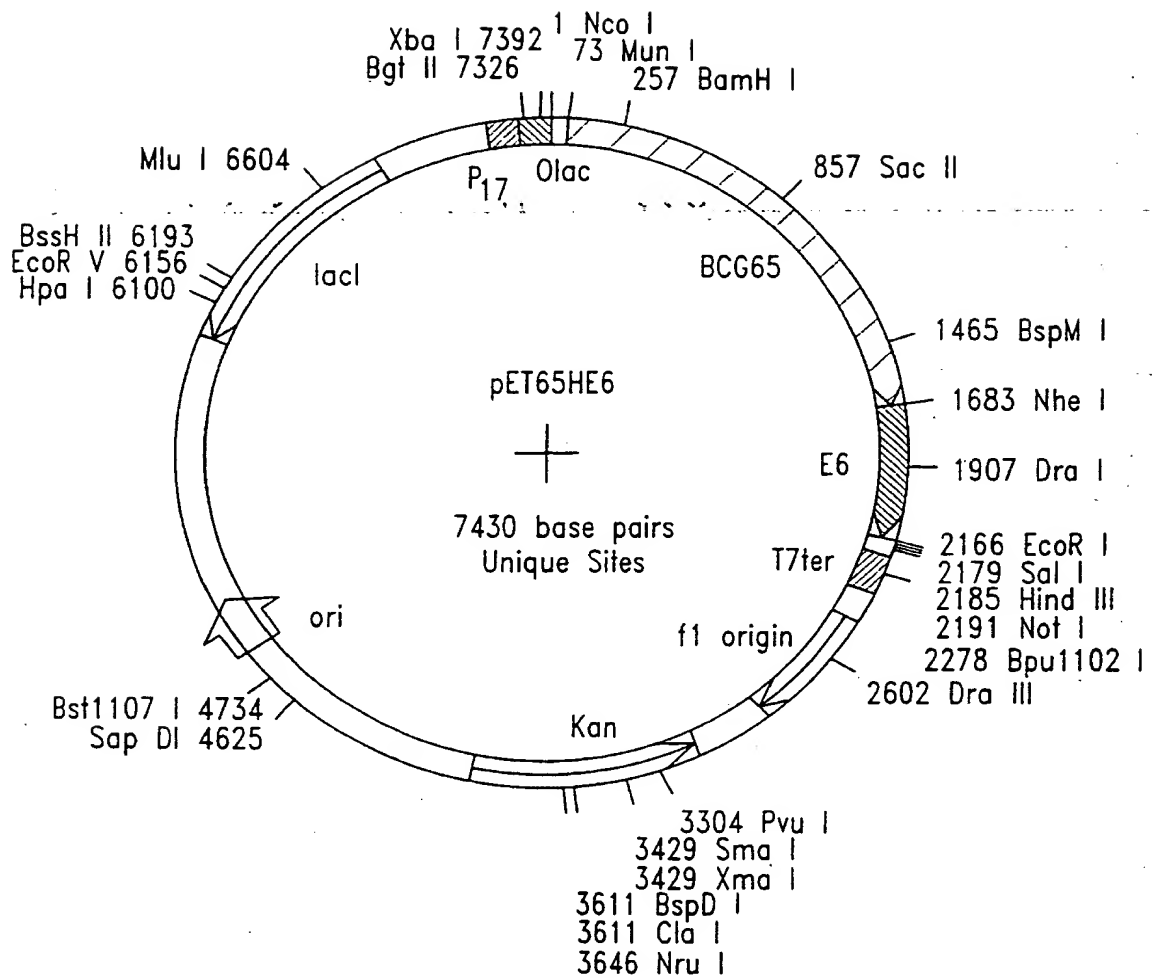 1 Nco I
Xba I 7392
73 Mun I
Bgt II 7326
257 BamH I
Mlu I 6604
P17
Olac
857 Sac II
BssH II 6193
EcoR V 6156
Hpa I 6100
lacI
BCG65
1465 BspM I
pET65HE6
1683 Nhe I
E6
1907 Dra I
7430 base pairs
Unique Sites
T7ter
2166 EcoR I
2179 Sal I
2185 Hind III
2191 Not I
2278 Bpu1102 I
2602 Dra III
ori
f1 origin
Bst1107 I 4734
Sap DI 4625
Kan
3304 Pvu I
3429 Sma I
3429 Xma I
3611 BspD I
3611 Cla I
3646 Nru I